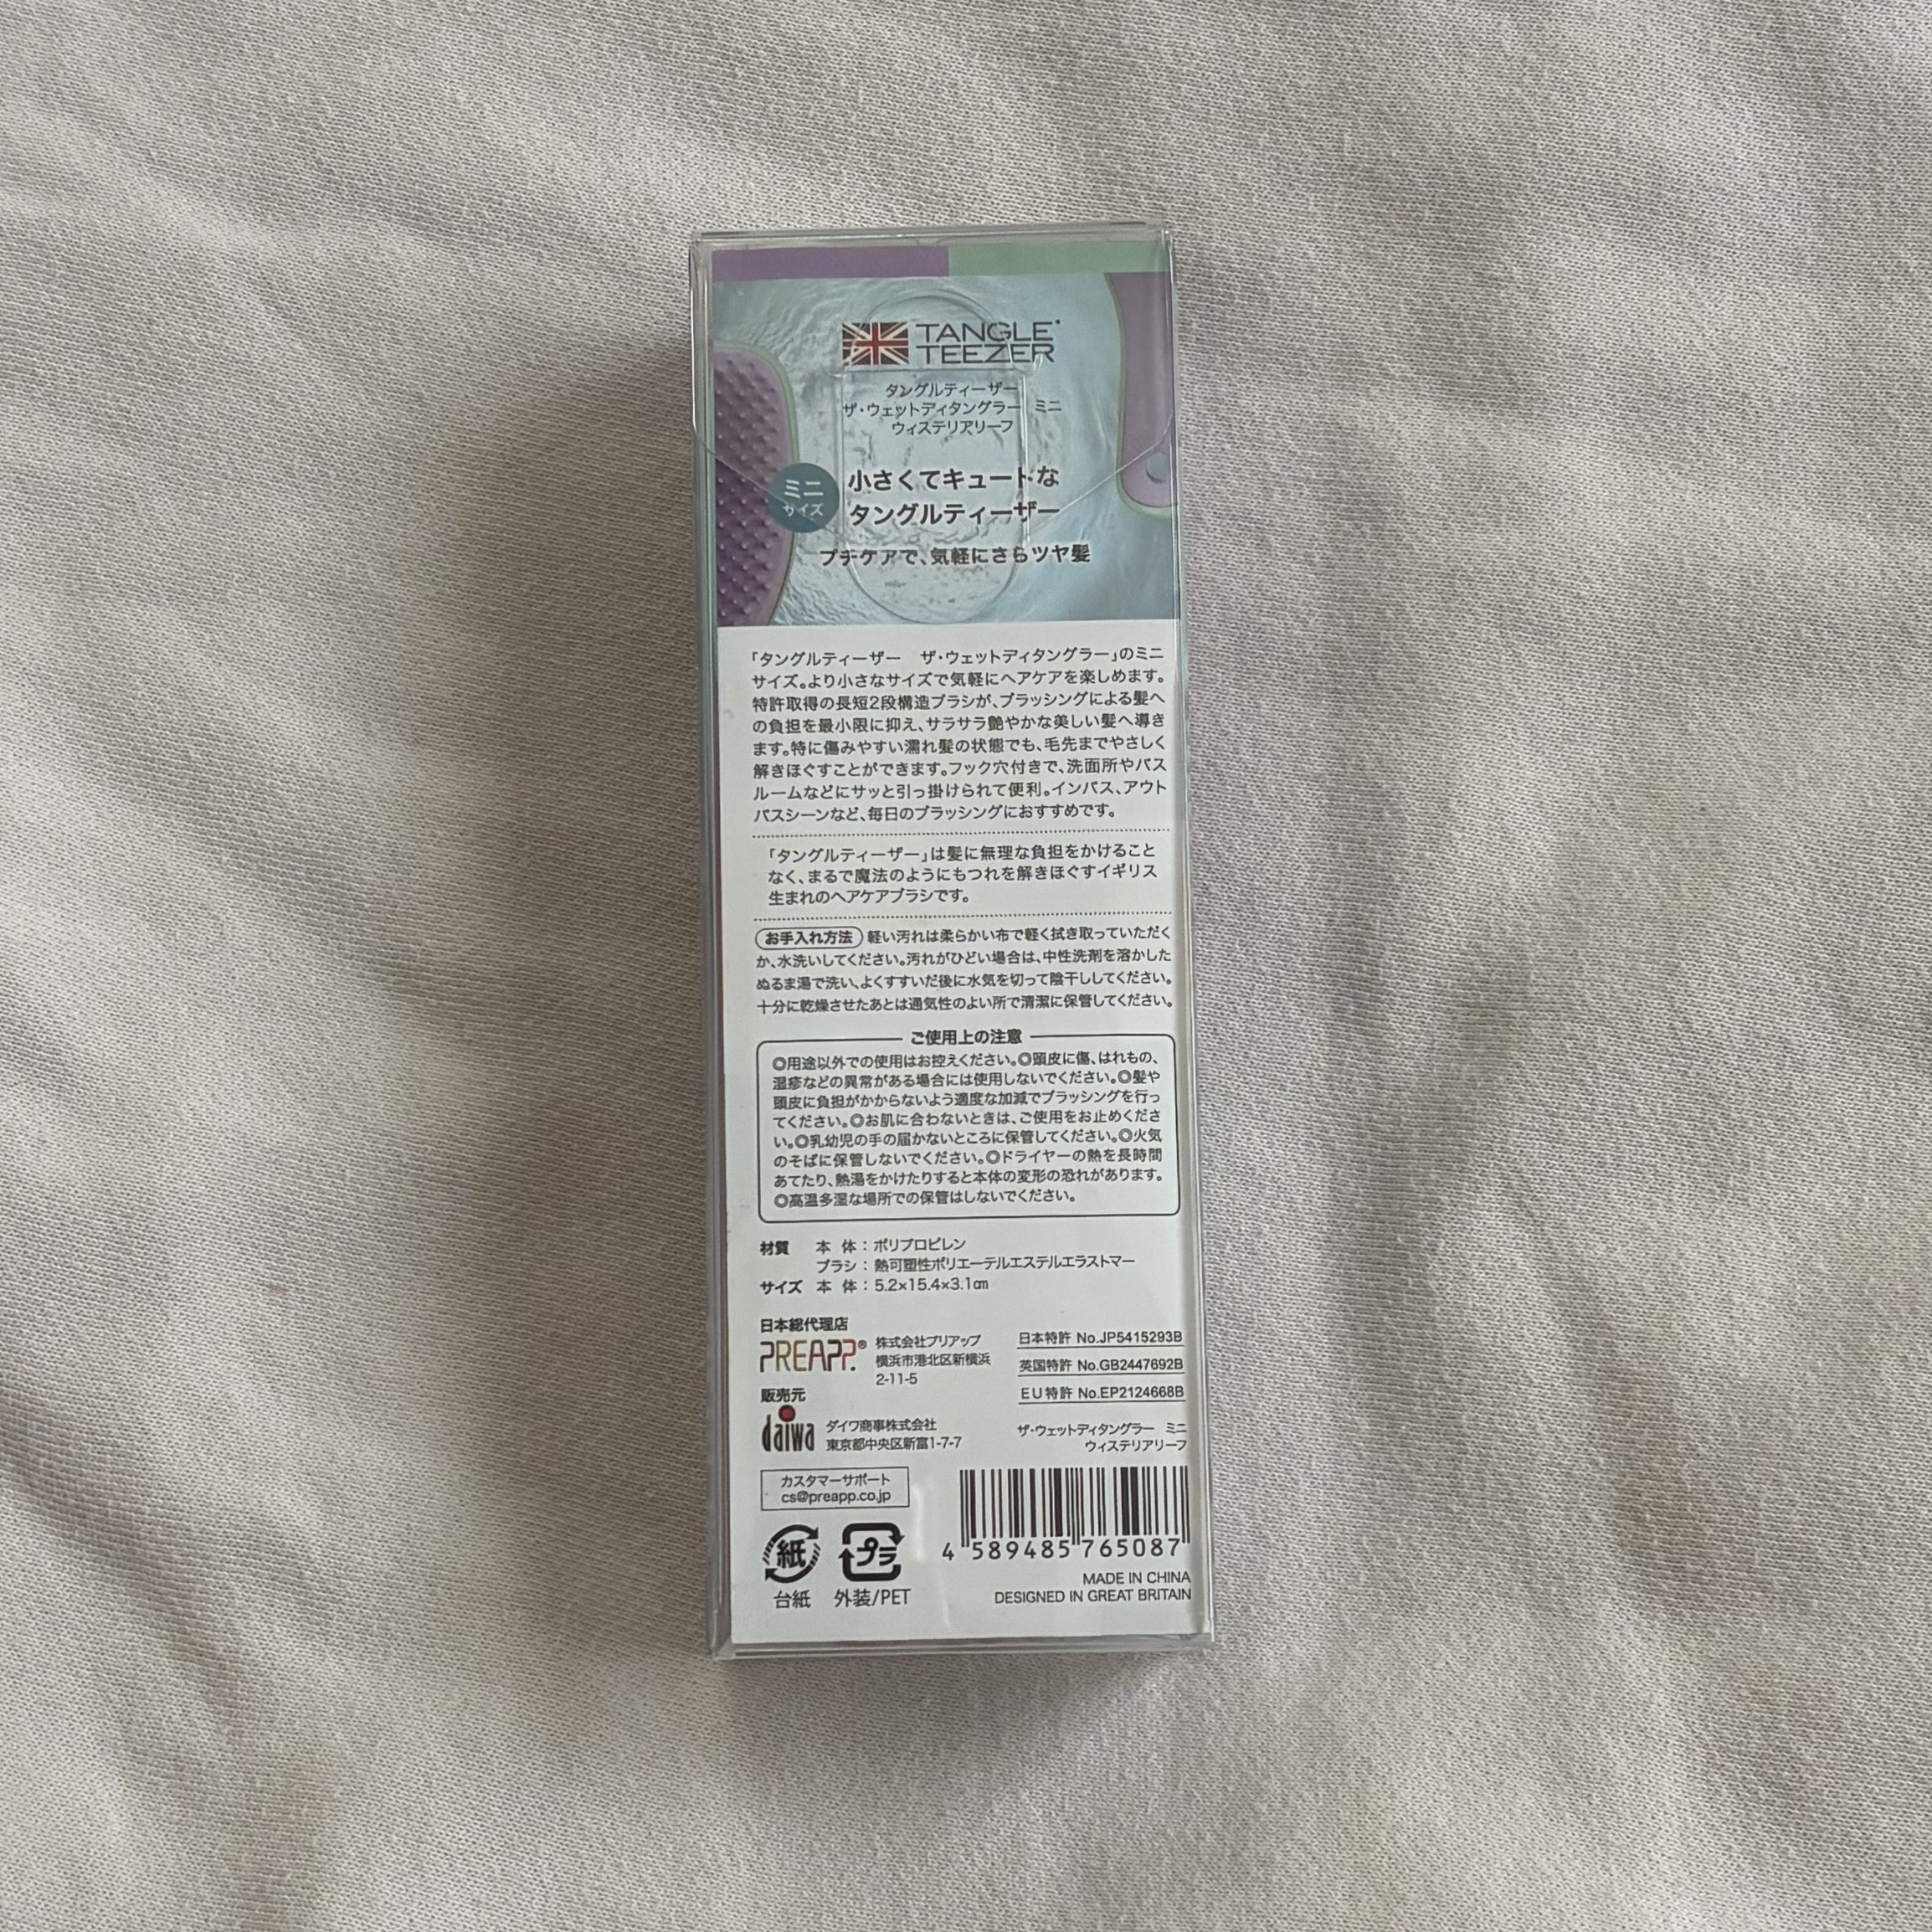 TANGLE
TEEZER
タングルティーザー
ザ・ウェットディタングラー ミニ
ウィステリアリーフ
ミニ
サイズ
小さくてキュートな
タングルティーザー
プチケアで、気軽にさらツヤ髪
「タングルティーザー ザ・ウェットディタングラー」のミニ
サイズ。より小さなサイズで気軽にヘアケアを楽しめます。
特許取得の長短2段構造ブラシが、ブラッシングによる髪へ
の負担を最小限に抑え、サラサラ艶やかな美しい髪へ導き
ます。特に傷みやすい濡れ髪の状態でも、毛先までやさしく
解きほぐすことができます。フック穴付きで、洗面所やバス
ルームなどにサッと引っ掛けられて便利。インバス、アウト
バスシーンなど、毎日のブラッシングにおすすめです。
「タングルティーザー」は髪に無理な負担をかけること
なく、まるで魔法のようにもつれを解きほぐすイギリス
生まれのヘアケアブラシです。
お手入れ方法 軽い汚れは柔らかい布で軽く拭き取っていただく
か、水洗いしてください。汚れがひどい場合は、中性洗剤を溶かした
ぬるま湯で洗い、よくすすいだ後に水気を切って陰干ししてください。
十分に乾燥させたあとは通気性のよい所で清潔に保管してください。
ご使用上の注意
◎用途以外での使用はお控えください。◎頭皮に傷、はれもの、
湿疹などの異常がある場合には使用しないでください。◎髪や
頭皮に負担がかからないよう適度な加減でブラッシングを行っ
てください。◎お肌に合わないときは、ご使用をお止めくださ
い。◎乳幼児の手の届かないところに保管してください。◎火気
のそばに保管しないでください。◎ドライヤーの熱を長時間
あてたり、熱湯をかけたりすると本体の変形の恐れがあります。
◎高温多湿な場所での保管はしないでください。
材質 本 体：ポリプロピレン
ブラシ：熱可塑性ポリエーテルエステルエラストマー
サイズ 本 体：5.2×15.4×3.1㎝
日本総代理店
PREAPP® 株式会社プリアップ
横浜市港北区新横浜
2-11-5
販売元
daiwa ダイワ商事株式会社
東京都中央区新富1-7-7
日本特許 No.JP5415293B
英国特許 No.GB2447692B
EU特許 No.EP2124668B
ザ・ウェットディタングラー ミニ
ウィステリアリーフ
カスタマーサポート
cs@preapp.co.jp
紙
台紙
プラ
外装/PET
4 589485 765087
MADE IN CHINA
DESIGNED IN GREAT BRITAIN